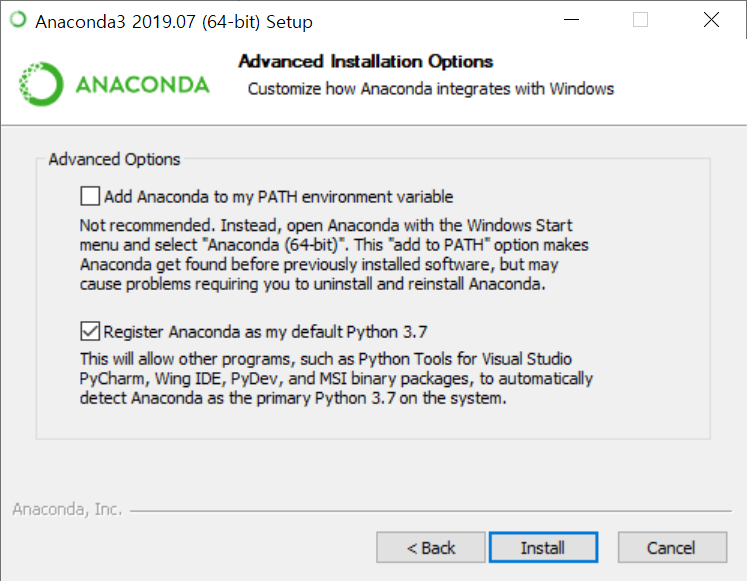 Anaconda3 2019.07 (64-bit) Setup
ANACONDA
Advanced Installation Options
Customize how Anaconda integrates with Windows
Advanced Options
Add Anaconda to my PATH environment variable
Not recommended. Instead, open Anaconda with the Windows Start
menu and select "Anaconda (64-bit)". This "add to PATH" option makes
Anaconda get found before previously installed software, but may
cause problems requiring you to uninstall and reinstall Anaconda.
Register Anaconda as my default Python 3.7
This will allow other programs, such as Python Tools for Visual Studio
PyCharm, Wing IDE, PyDev, and MSI binary packages, to automatically
detect Anaconda as the primary Python 3.7 on the system.
Anaconda, Inc.
< Back
Install
Cancel